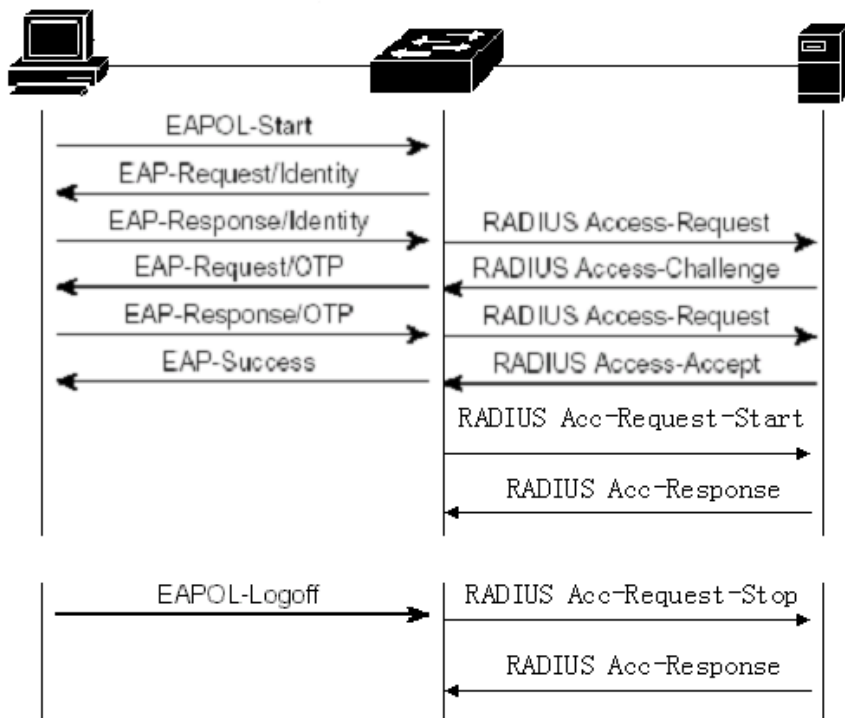 EAPOL-Start
EAP-Request/Identity
EAP-Response/Identity
RADIUS Access-Request
EAP-Request/OTP
RADIUS Access-Challenge
EAP-Response/OTP
RADIUS Access-Request
EAP-Success
RADIUS Access-Accept
RADIUS Acc-Request-Start
RADIUS Acc-Response
EAPOL-Logoff
RADIUS Acc-Request-Stop
RADIUS Acc-Response